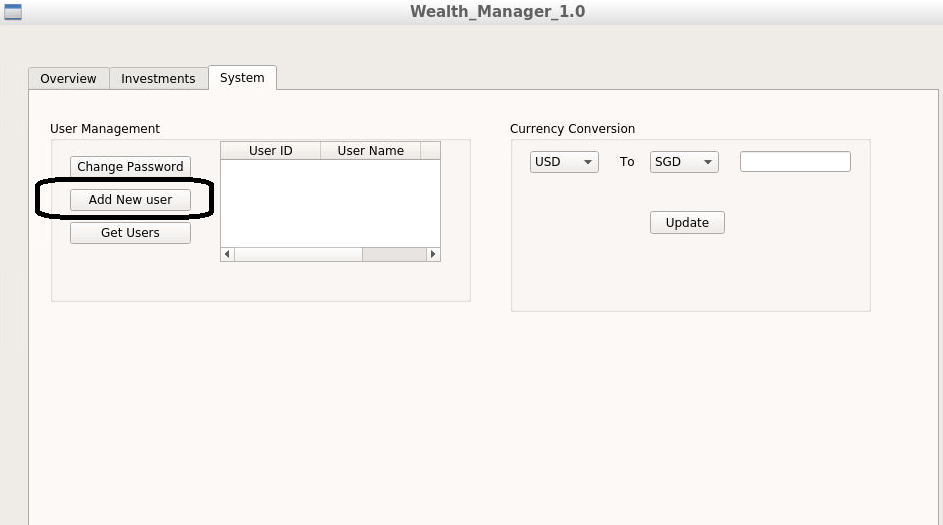 Wealth_Manager_1.0
Overview
Investments
System
User Management
Change Password
Add New user
Get Users
User ID
User Name
Currency Conversion
USD
To
SGD
Update